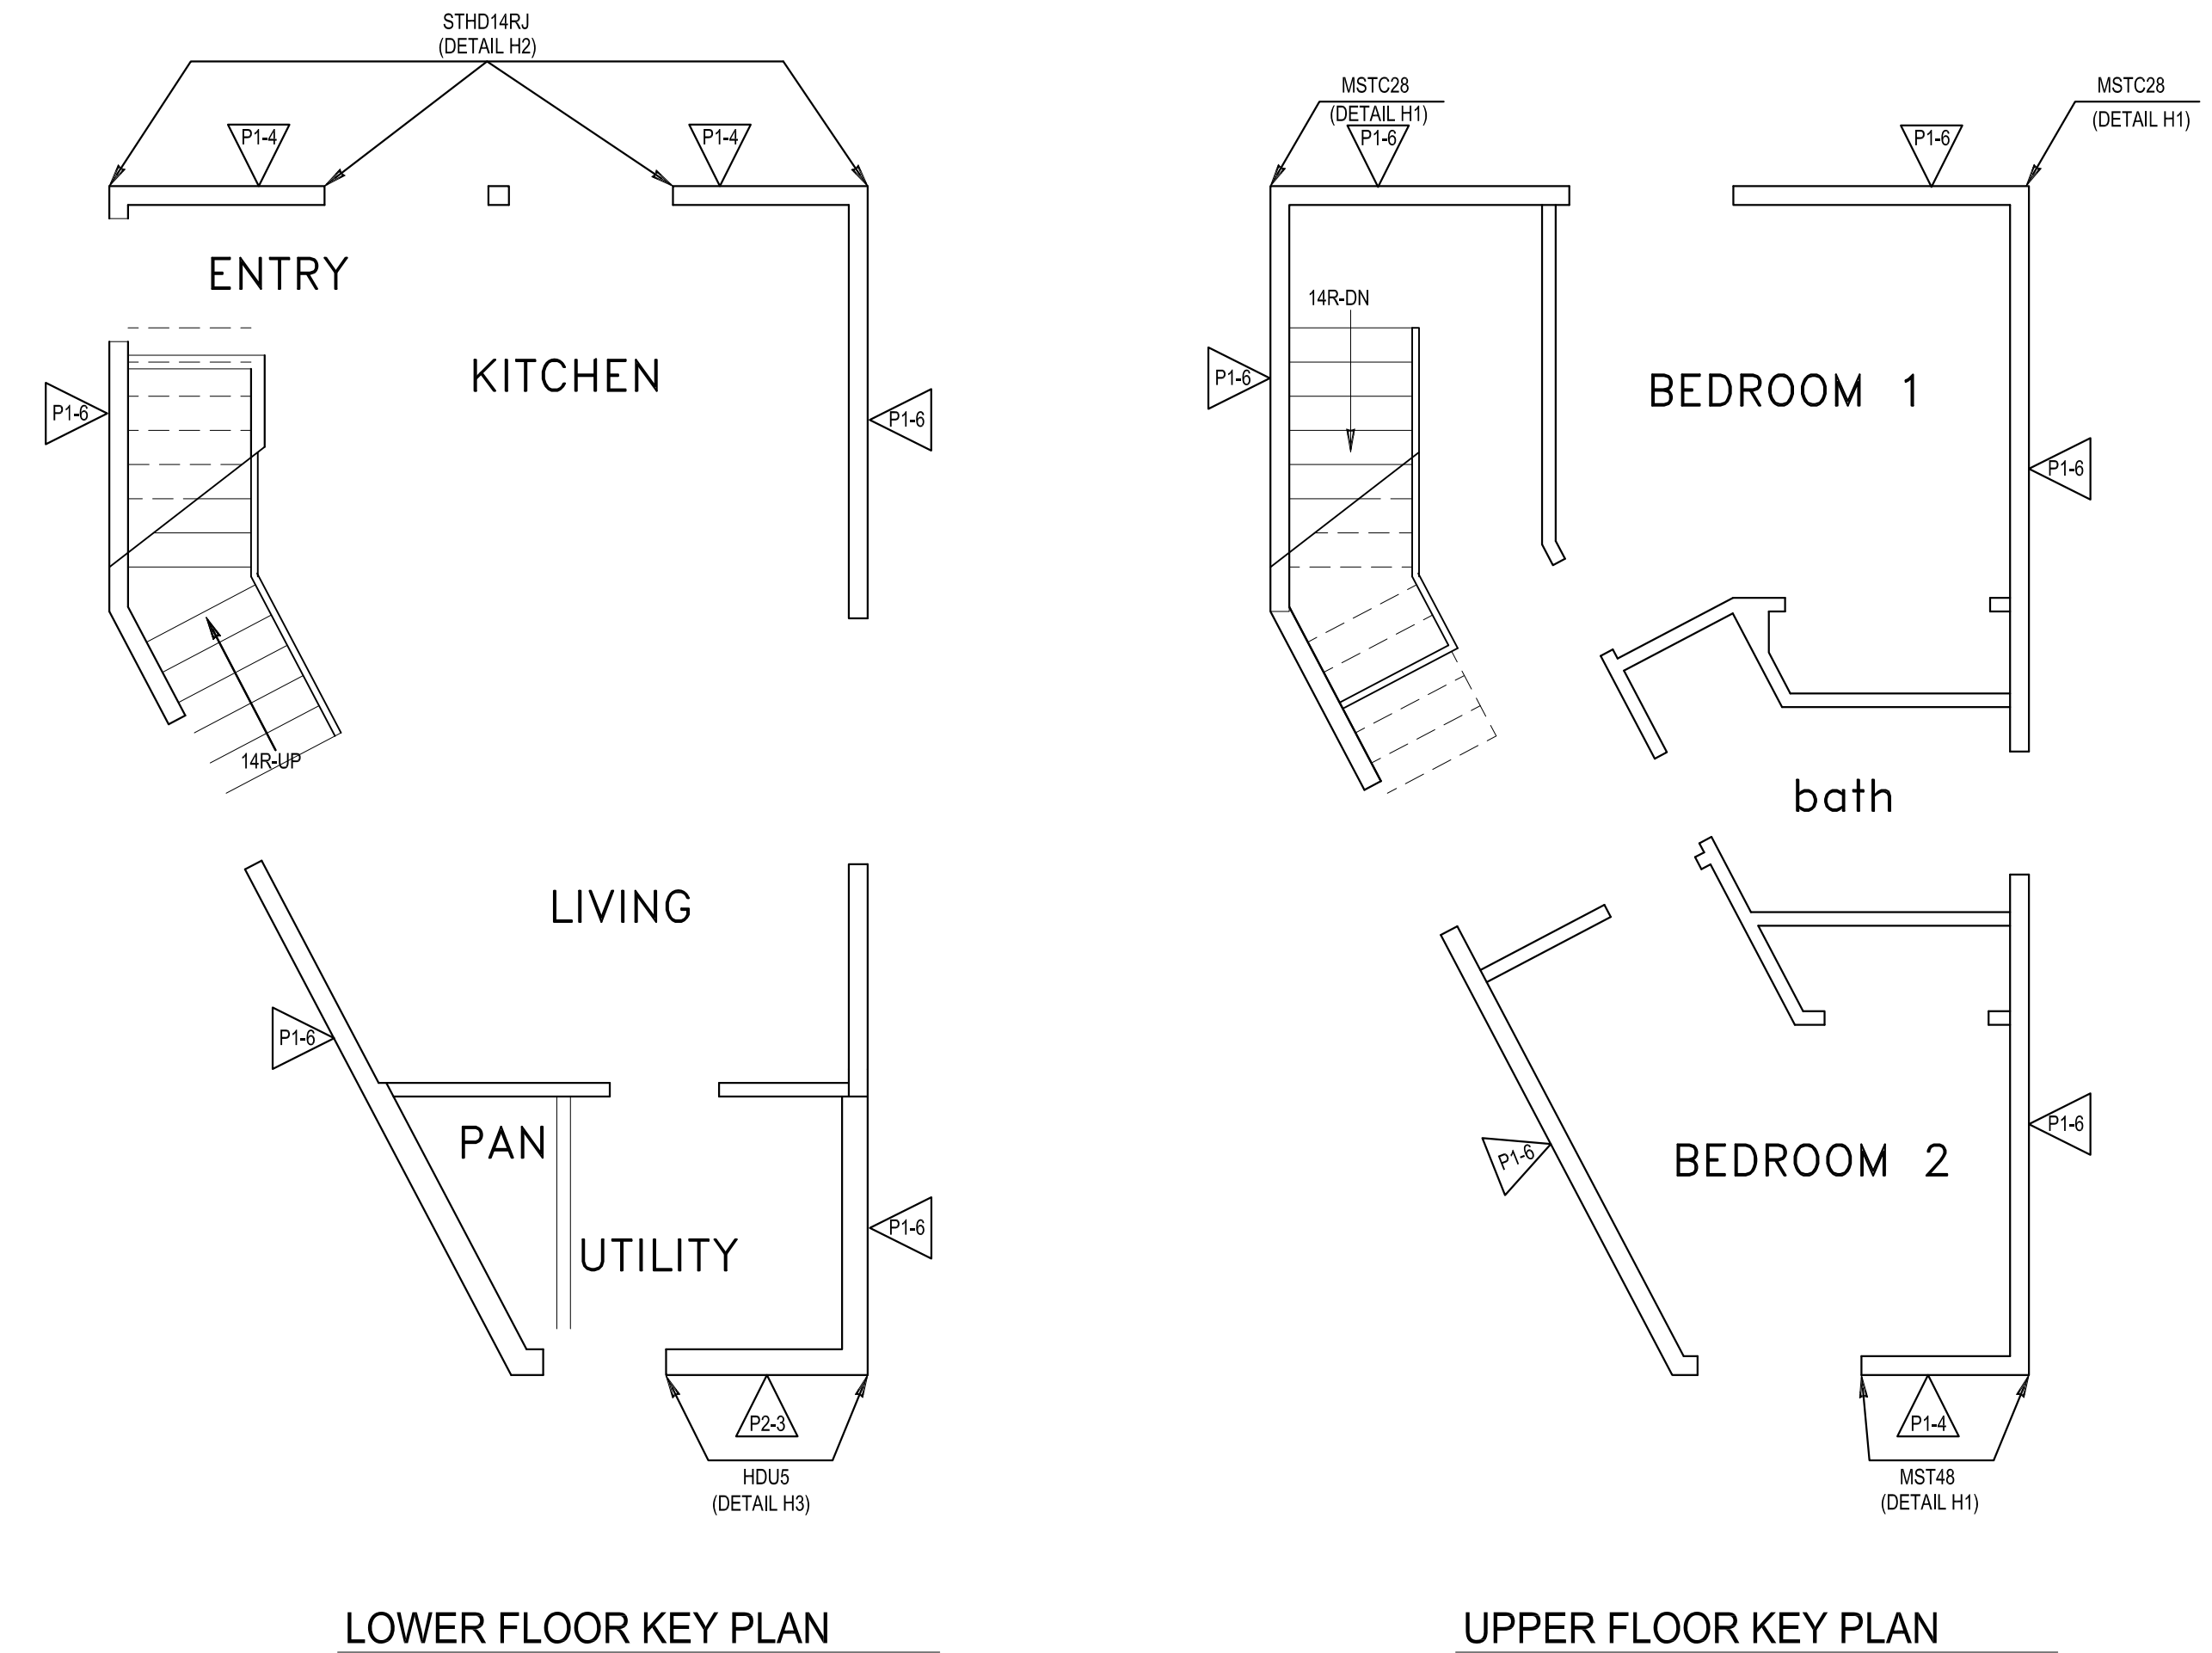 STHD14RJ
(DETAIL H2)
P1-4
P1-4
ENTRY
KITCHEN
P1-6
P1-6
14R-UP
LIVING
P1-6
PAN
P1-6
UTILITY
P2-3
HDU5
(DETAIL H3)
LOWER FLOOR KEY PLAN
MSTC28
(DETAIL H1)
MSTC28
(DETAIL H1)
P1-6
P1-6
14R-DN
P1-6
BEDROOM 1
P1-6
bath
P1-6
P1-6
BEDROOM 2
P1-4
MST48
(DETAIL H1)
UPPER FLOOR KEY PLAN